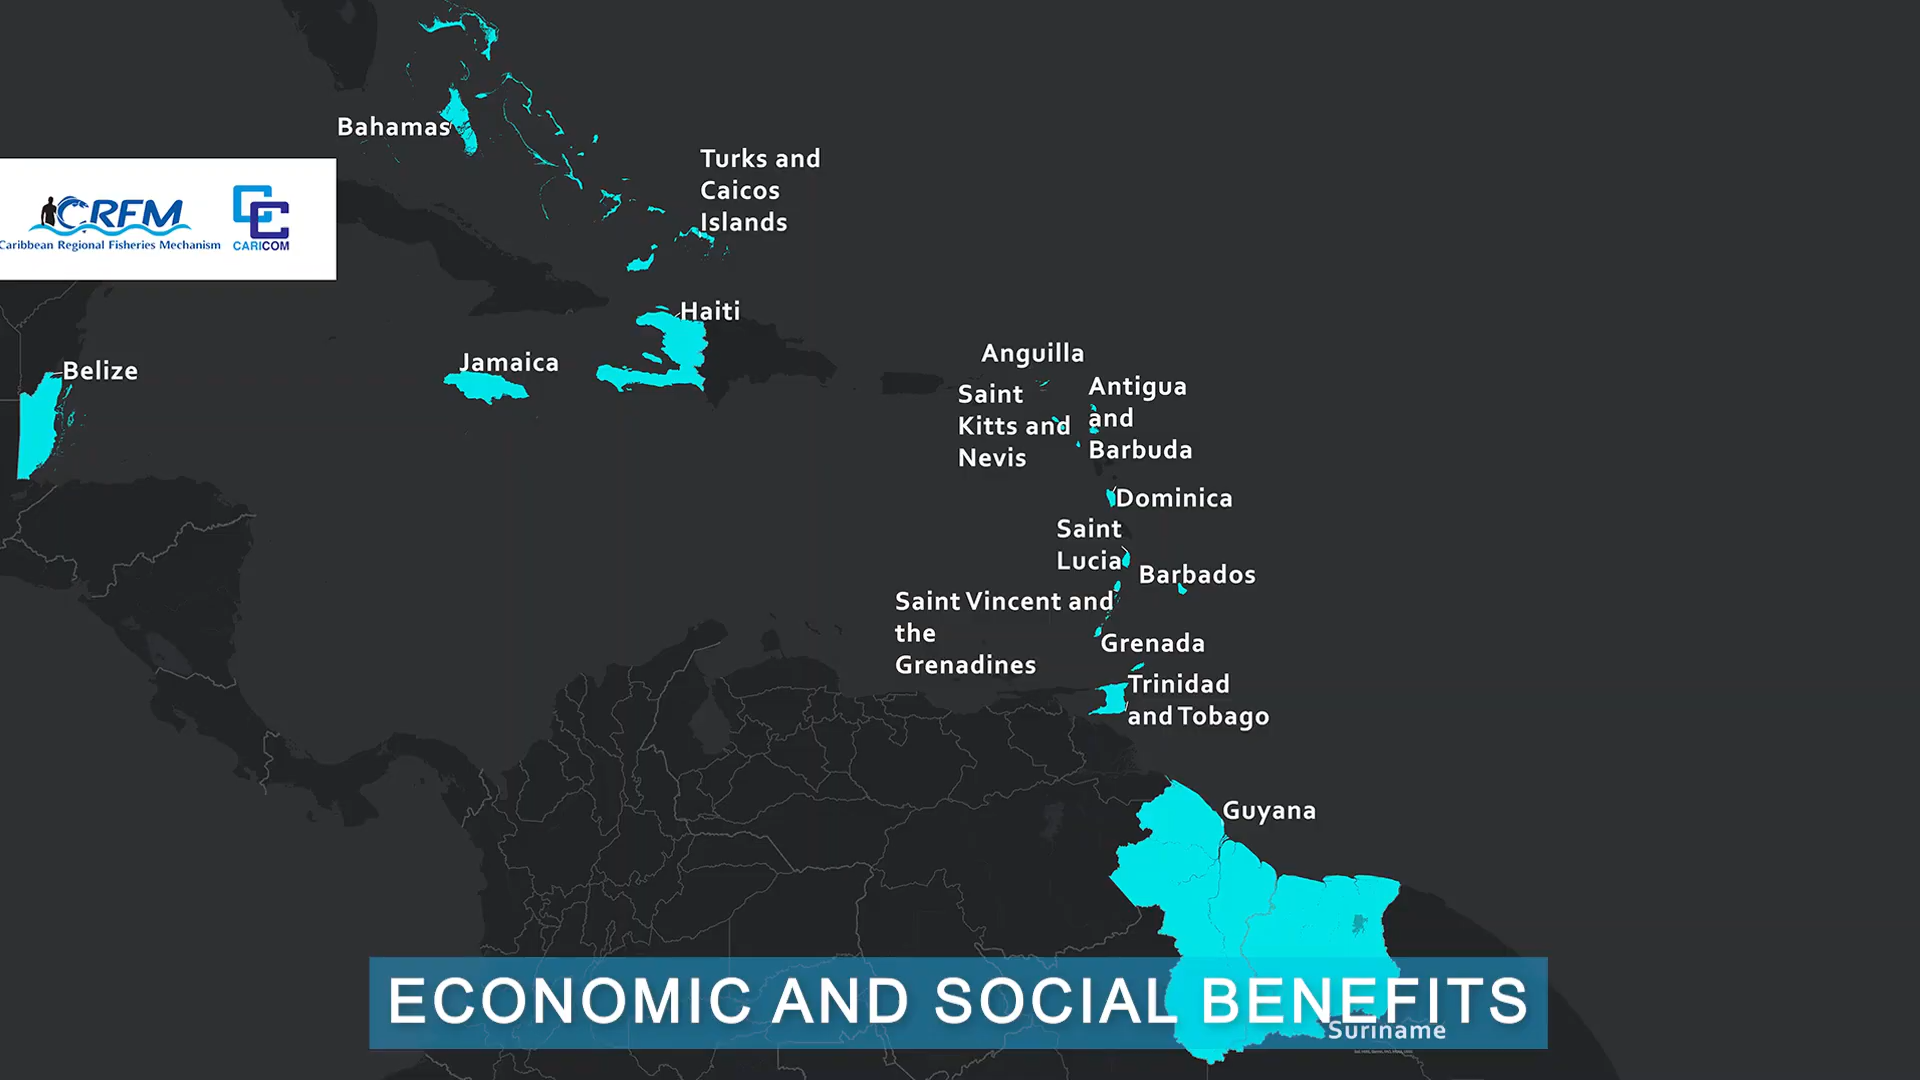 Bahamas
Turks and
Caicos
Islands
CRFM
Caribbean Regional Fisheries Mechanism
CARICOM
Haiti
Jamaica
Belize
Anguilla
Saint
Kitts and
Nevis
Antigua
and
Barbuda
Dominica
Saint
Lucia
Barbados
Saint Vincent and
the
Grenadines
Grenada
Trinidad
and Tobago
Guyana
ECONOMIC AND SOCIAL BENEFITS
Suriname